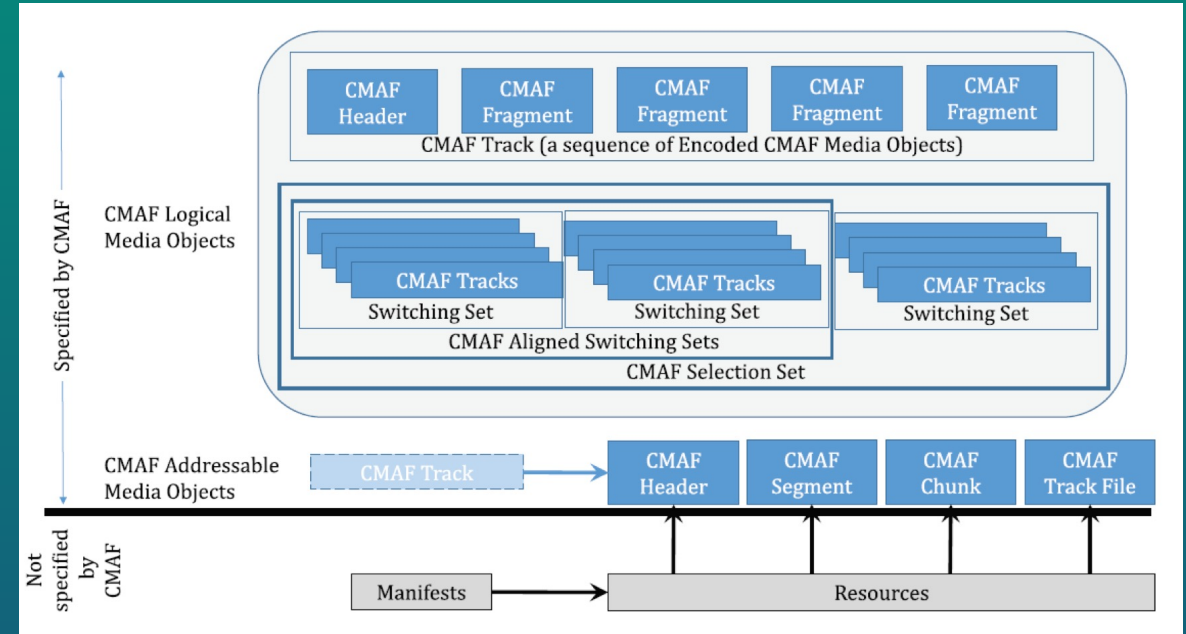 CMAF
Header
CMAF
Fragment
CMAF
Fragment
CMAF
Fragment
CMAF
Fragment
CMAF Track (a sequence of Encoded CMAF Media Objects)
Specified by CMAF
CMAF Logical
Media Objects
CMAF Tracks
Switching Set
CMAF Tracks
Switching Set
CMAF Tracks
Switching Set
CMAF Aligned Switching Sets
CMAF Selection Set
CMAF Addressable
Media Objects
CMAF Track
CMAF
Header
CMAF
Segment
CMAF
Chunk
CMAF
Track File
Not
specified
by
CMAF
Manifests
Resources